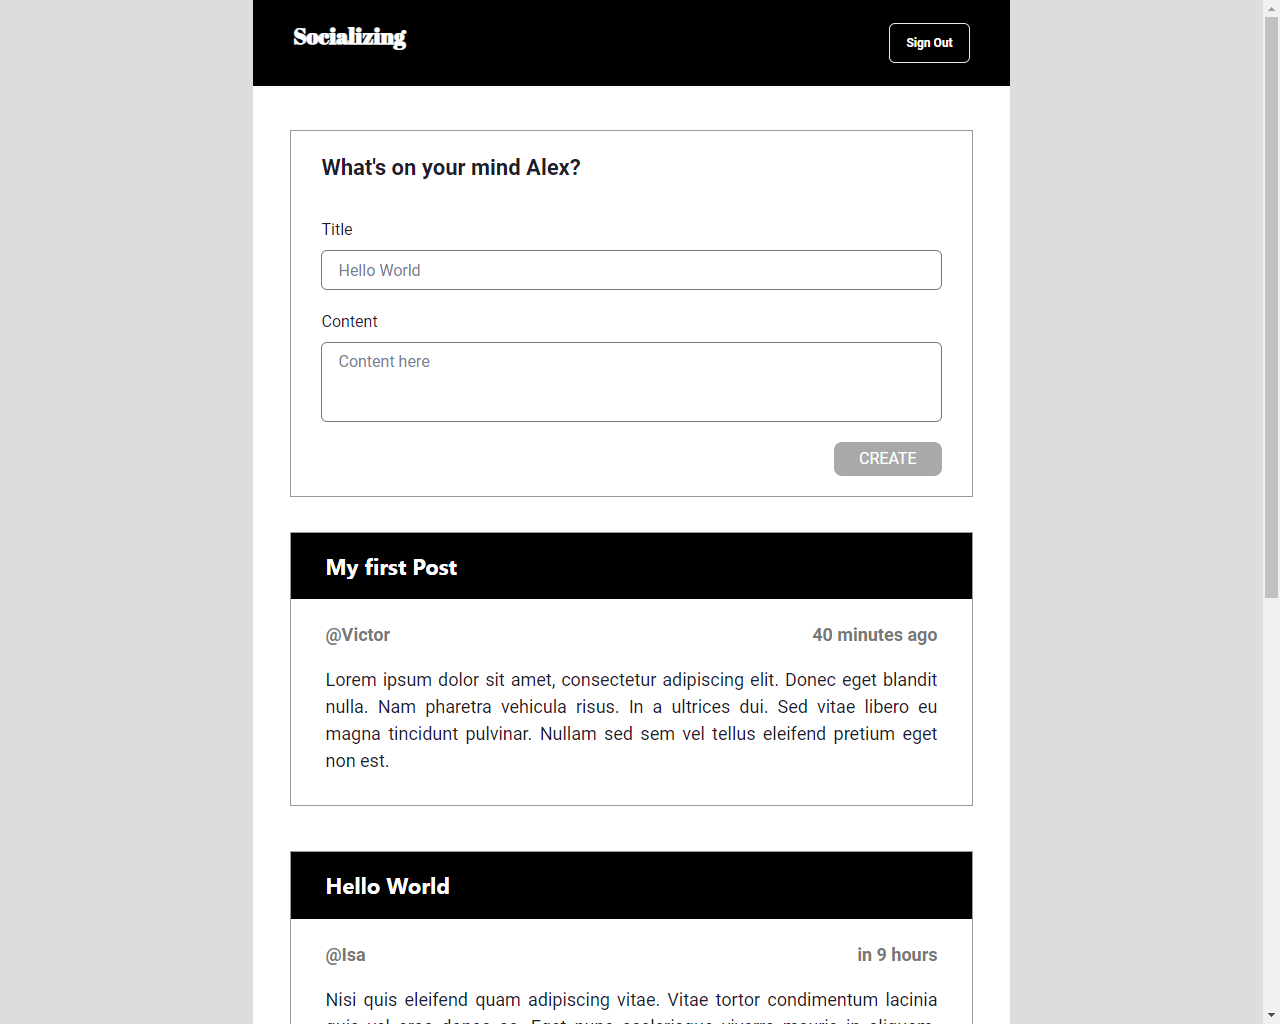 Socializing
Sign Out
What's on your mind Alex?
Title
Hello World
Content
Content here
CREATE
My first Post
@Victor
40 minutes ago
Lorem ipsum dolor sit amet, consectetur adipiscing elit. Donec eget blandit
nulla. Nam pharetra vehicula risus. In a ultrices dui. Sed vitae libero eu
magna tincidunt pulvinar. Nullam sed sem vel tellus eleifend pretium eget
non est.
Hello World
@Isa
in 9 hours
Nisi quis eleifend quam adipiscing vitae. Vitae tortor condimentum lacinia